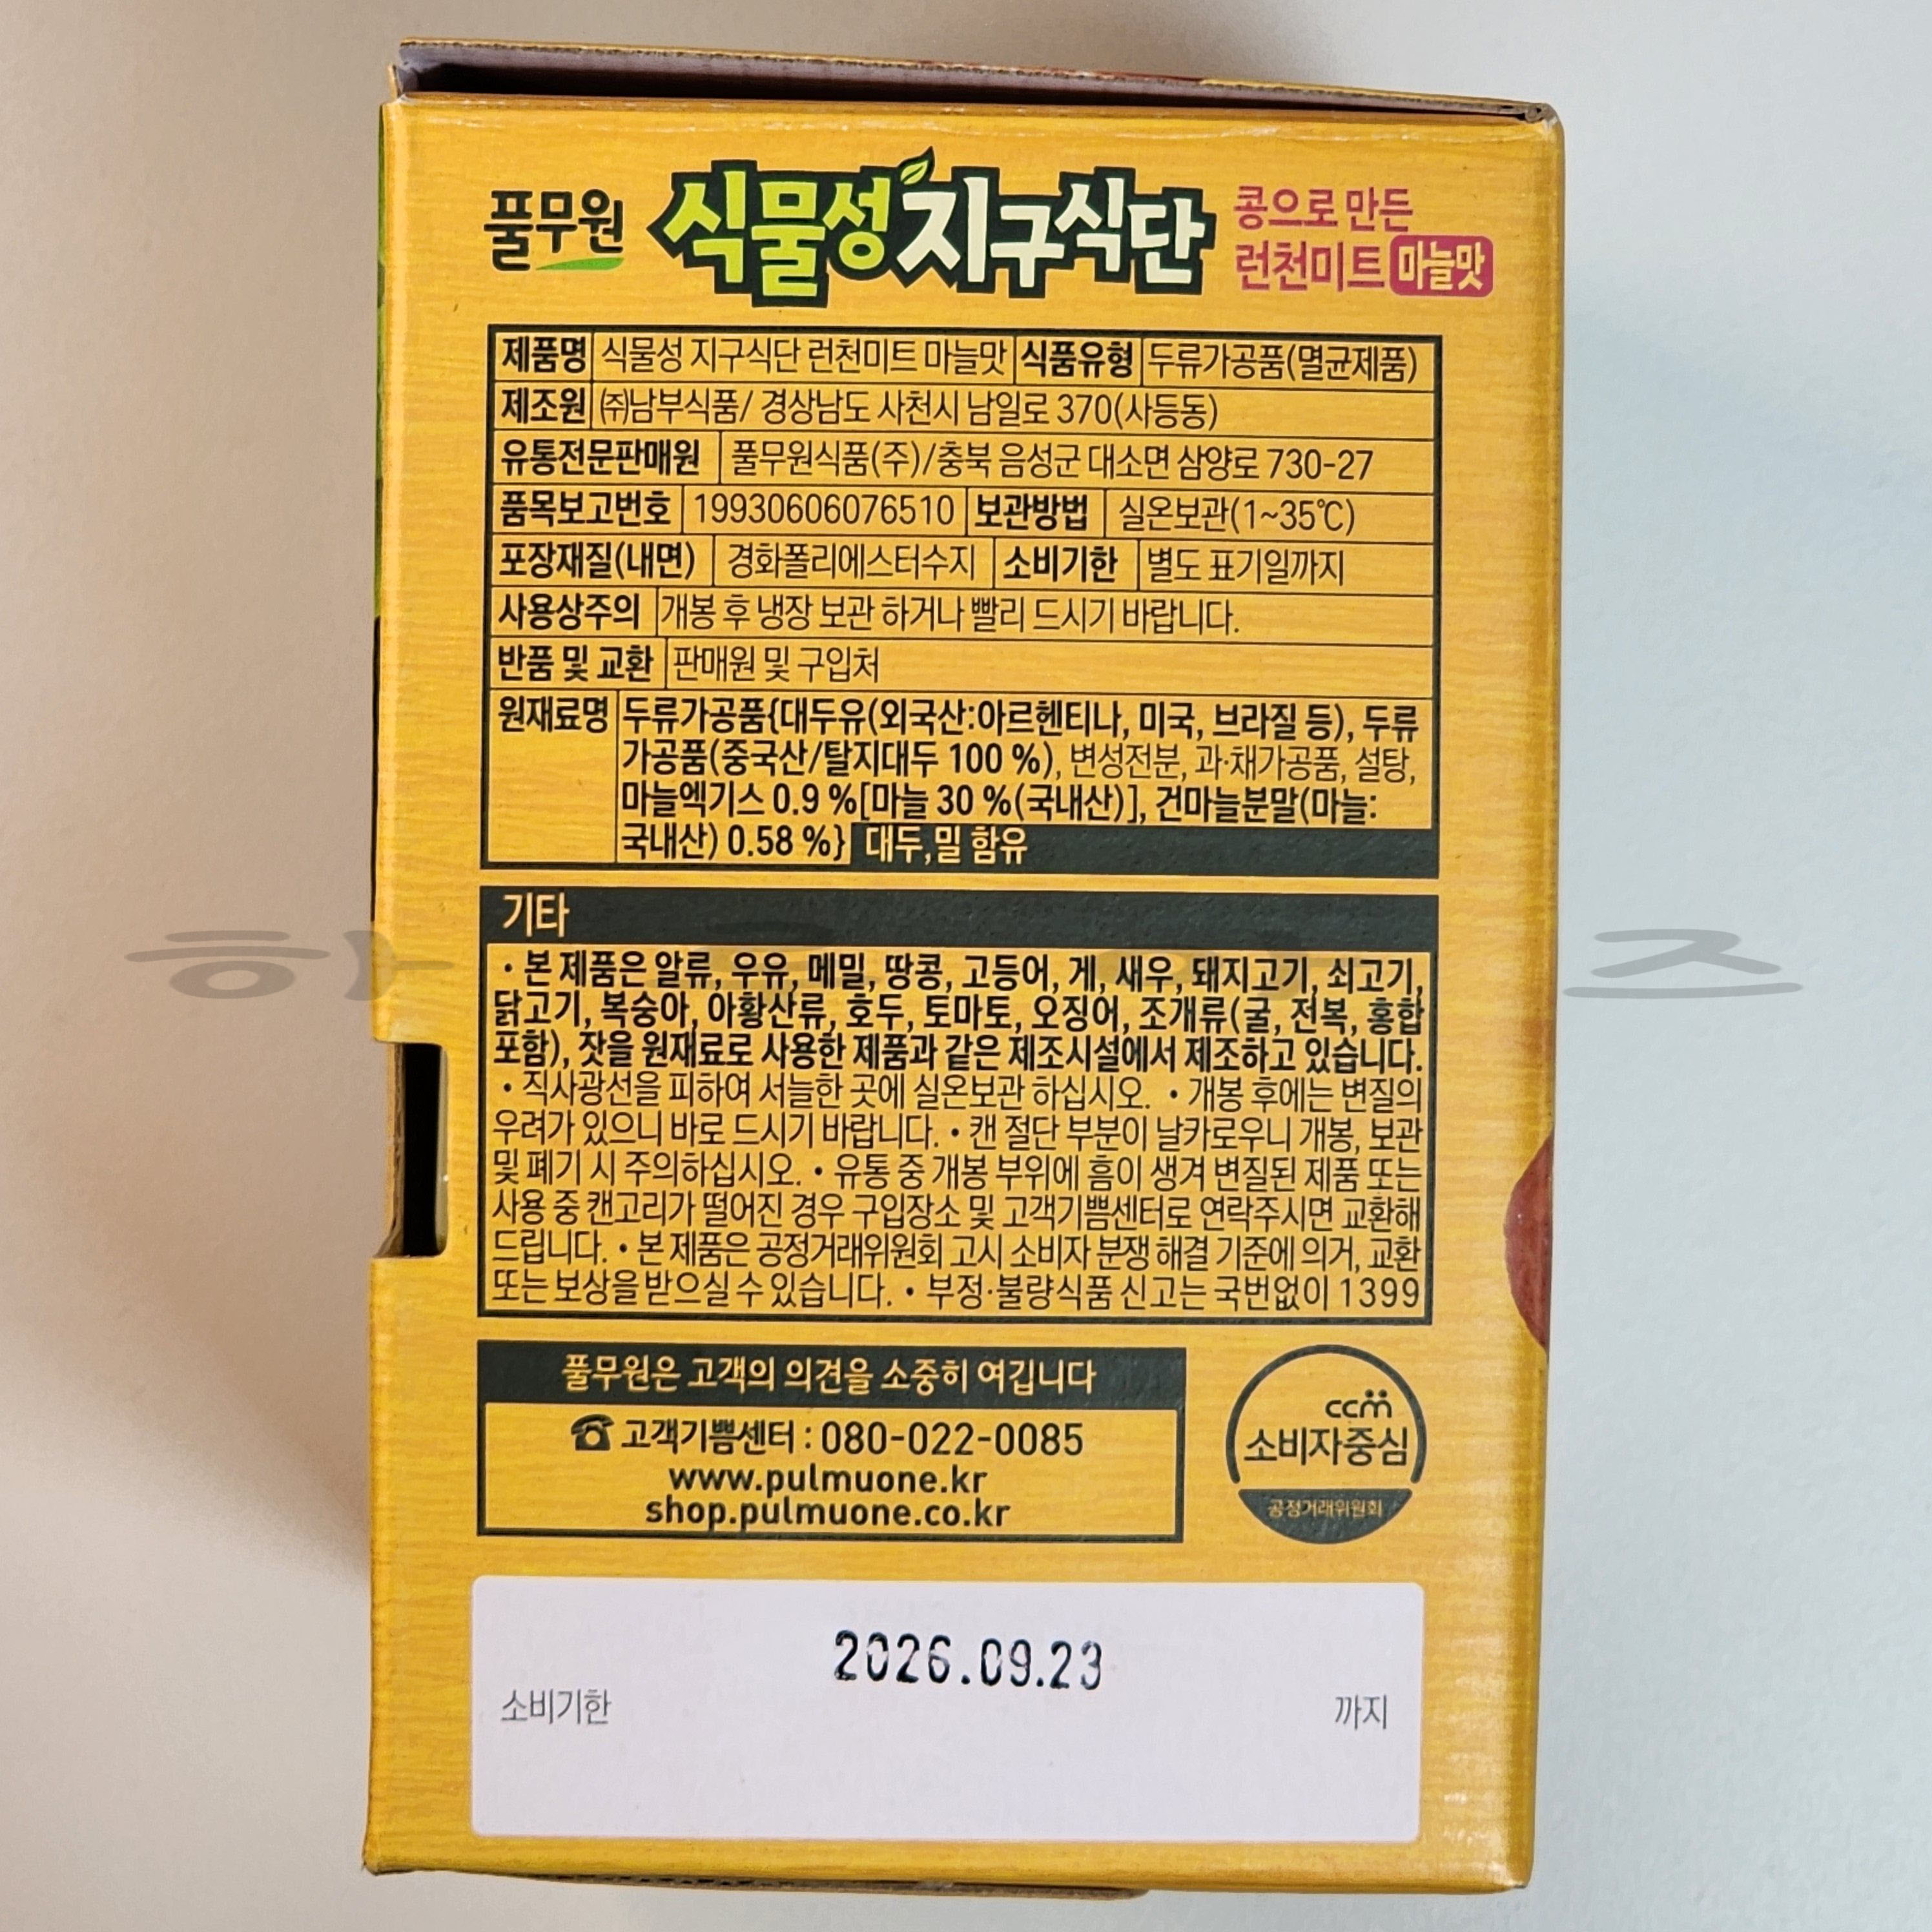 풀무원 식물성 지구식단 콩으로 만든
런천미트 마늘맛
제품명 식물성 지구식단 런천미트 마늘맛 식품유형 두류가공품(멸균제품)
제조원 ㈜남부식품/ 경상남도 사천시 남일로 370(사등동)
유통전문판매원 풀무원식품(주)/충북 음성군 대소면 삼양로 730-27
품목보고번호 19930606076510 보관방법 실온보관(1~35℃)
포장재질(내면) 경화폴리에스터수지 소비기한 별도 표기일까지
사용상주의 개봉 후 냉장 보관 하거나 빨리 드시기 바랍니다.
반품 및 교환 판매원 및 구입처
원재료명 두류가공품{대두유(외국산:아르헨티나, 미국, 브라질 등), 두류
가공품(중국산/탈지대두 100 %), 변성전분, 과·채가공품, 설탕,
마늘엑기스 0.9 %[마늘 30 %(국내산)], 건마늘분말(마늘:
국내산) 0.58 %} 대두,밀 함유
기타
• 본 제품은 알류, 우유, 메밀, 땅콩, 고등어, 게, 새우, 돼지고기, 쇠고기,
닭고기, 복숭아, 아황산류, 호두, 토마토, 오징어, 조개류(굴, 전복, 홍합
포함), 잣을 원재료로 사용한 제품과 같은 제조시설에서 제조하고 있습니다.
• 직사광선을 피하여 서늘한 곳에 실온보관 하십시오. • 개봉 후에는 변질의
우려가 있으니 바로 드시기 바랍니다. • 캔 절단 부분이 날카로우니 개봉, 보관
및 폐기 시 주의하십시오. • 유통 중 개봉 부위에 흠이 생겨 변질된 제품 또는
사용 중 캔고리가 떨어진 경우 구입장소 및 고객기쁨센터로 연락주시면 교환해
드립니다. • 본 제품은 공정거래위원회 고시 소비자 분쟁 해결 기준에 의거, 교환
또는 보상을 받으실 수 있습니다. • 부정·불량식품 신고는 국번없이 1399
풀무원은 고객의 의견을 소중히 여깁니다
☎ 고객기쁨센터 : 080-022-0085
www.pulmuone.kr
shop.pulmuone.co.kr
ccm
소비자중심
공정거래위원회
2026.09.23
소비기한 까지